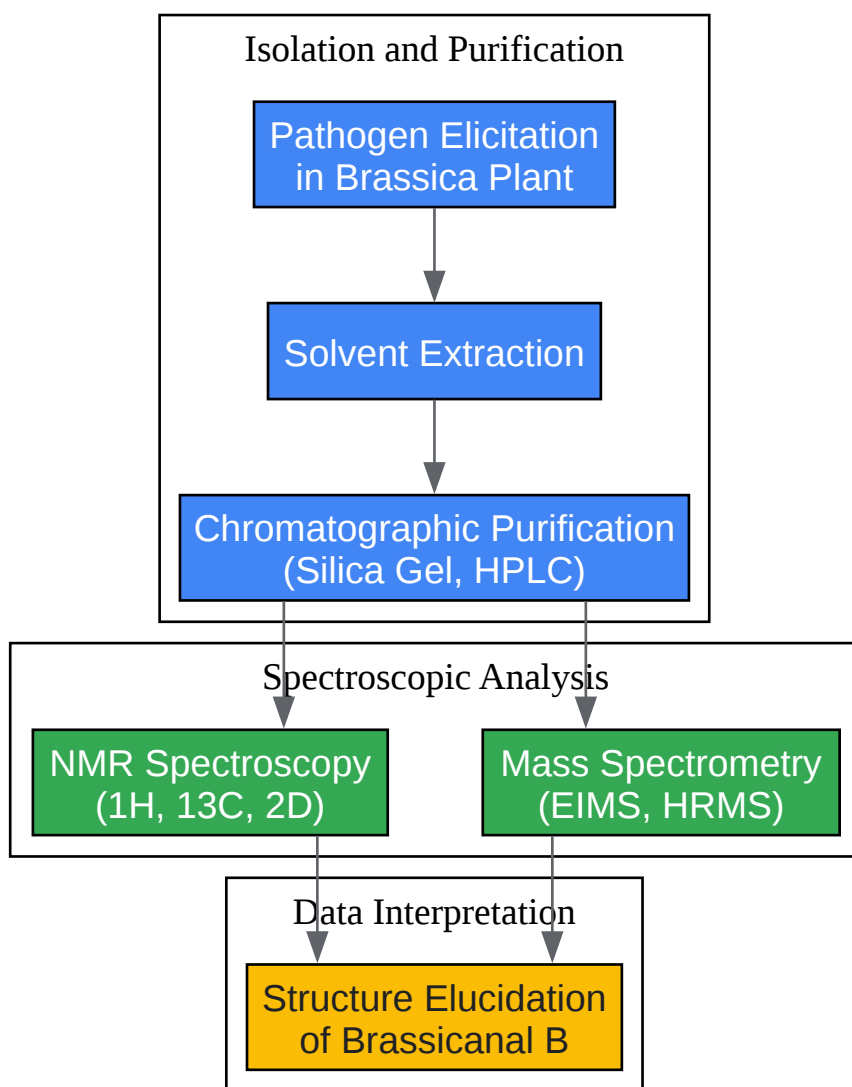 Isolation and Purification
Pathogen Elicitation
in Brassica Plant
Solvent Extraction
Chromatographic Purification
(Silica Gel, HPLC)
Spectroscopic Analysis
NMR Spectroscopy
(1H, 13C, 2D)
Mass Spectrometry
(EIMS, HRMS)
Data Interpretation
Structure Elucidation
of Brassicanal B